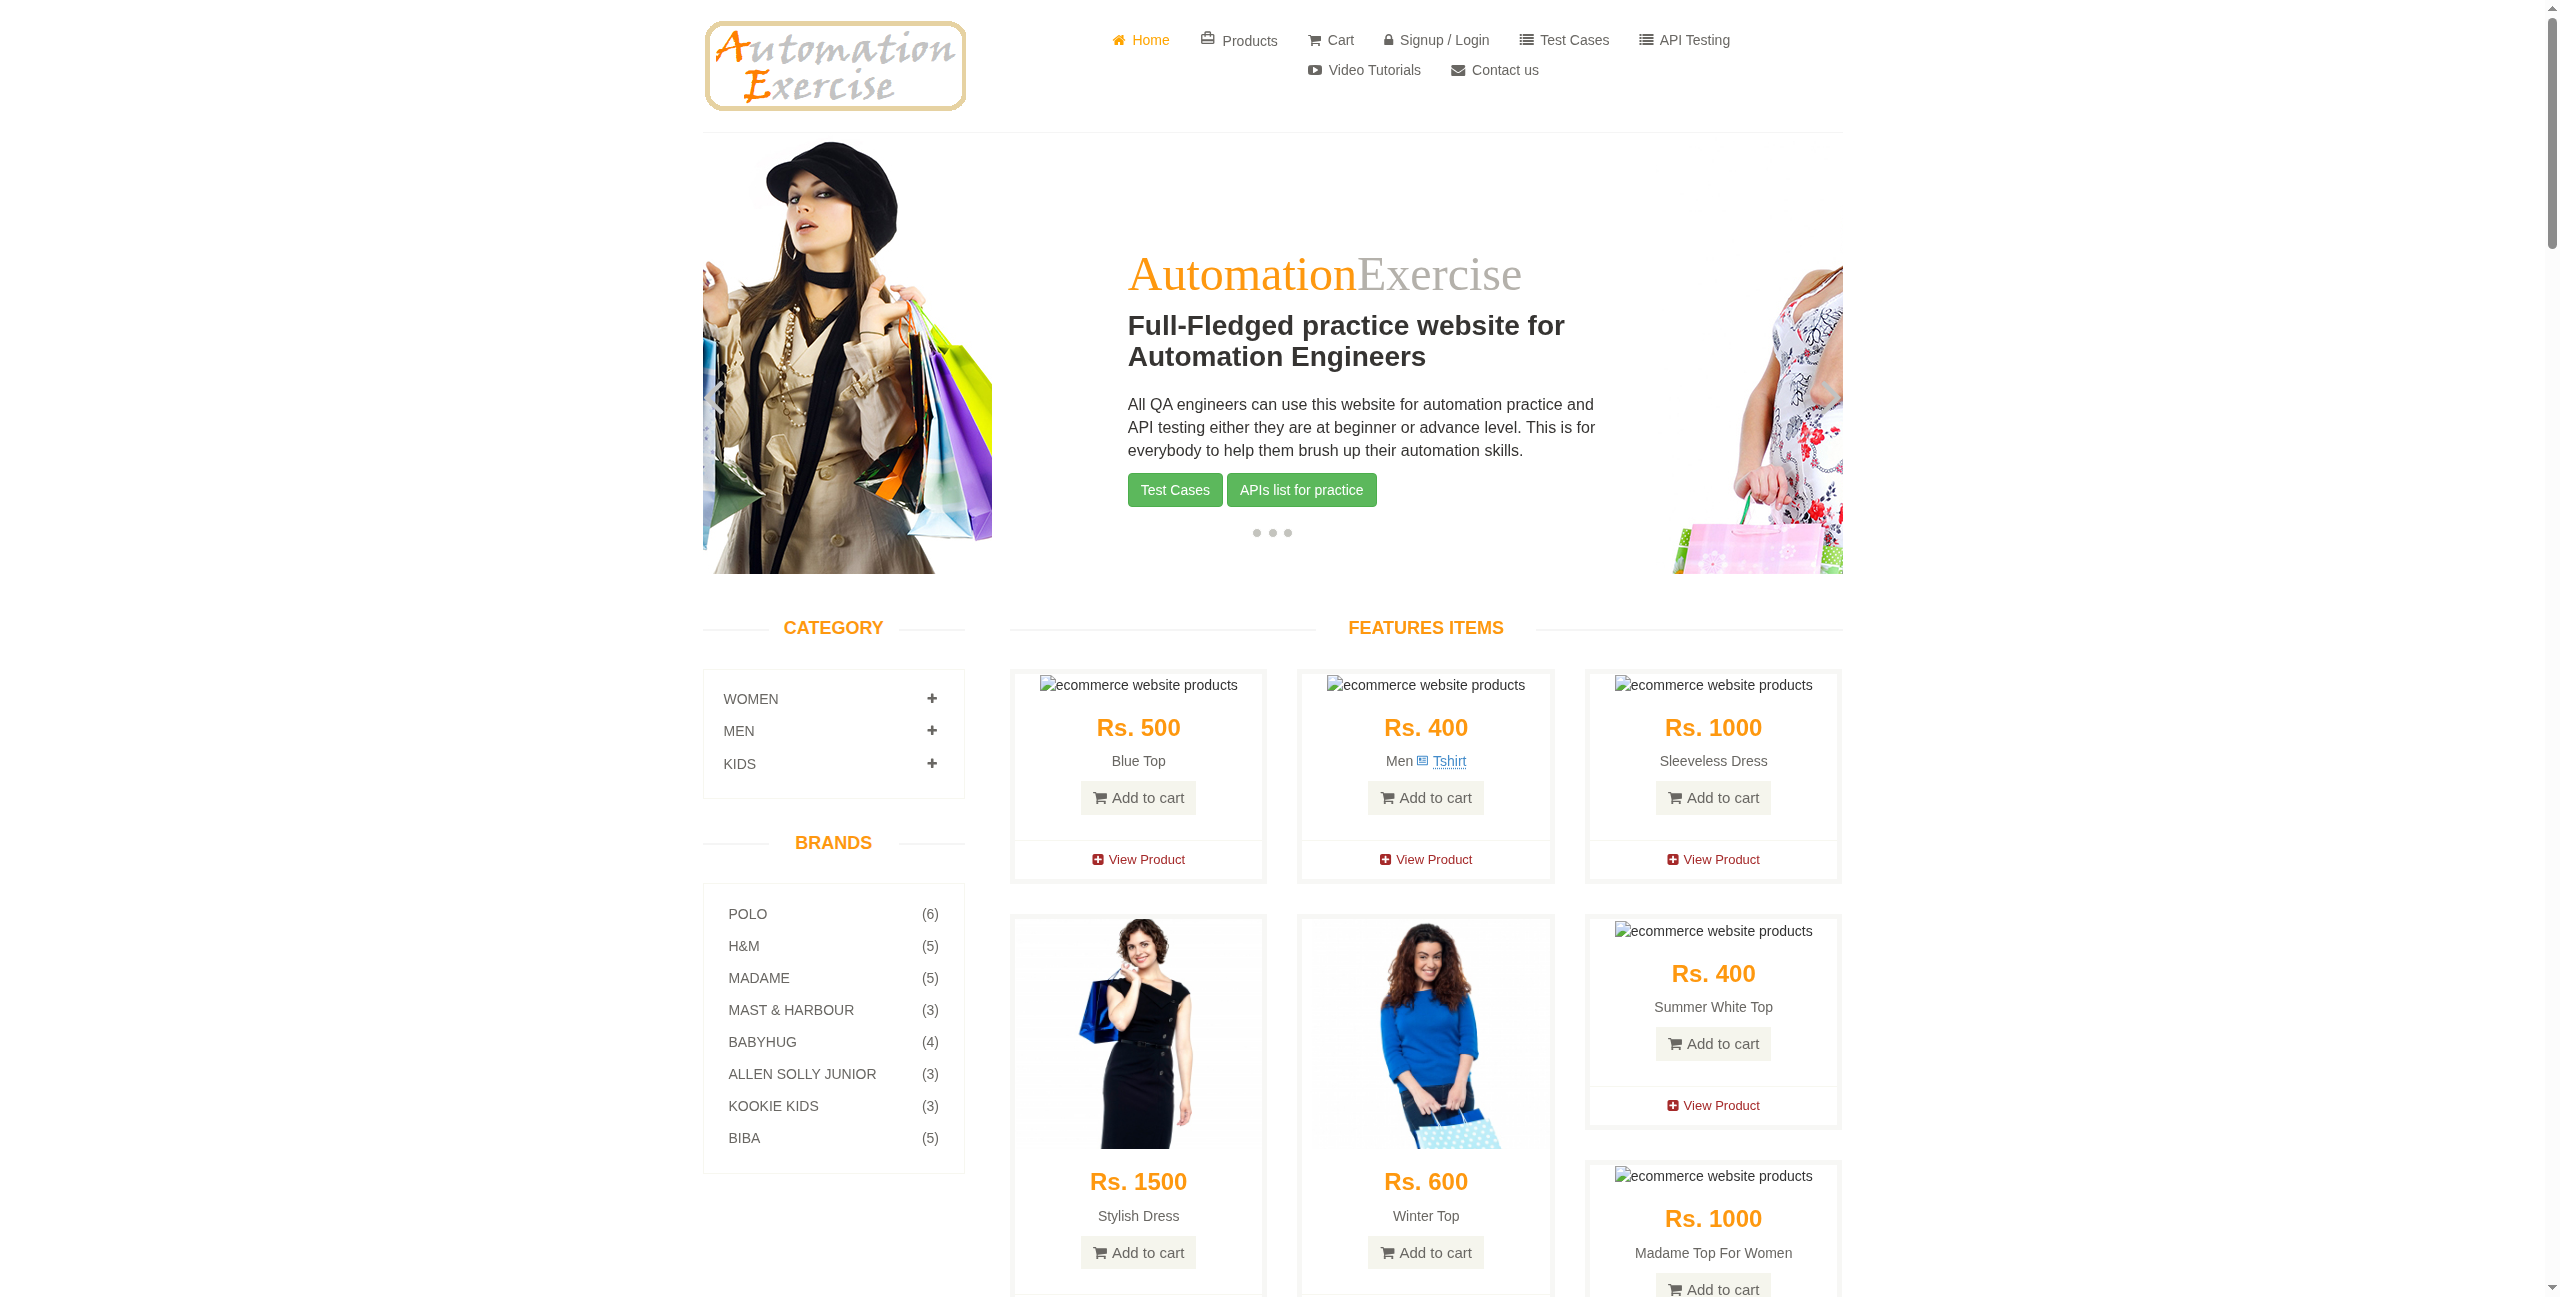 Automation
Exercise
Home
Products
Cart
Signup / Login
Test Cases
API Testing
Video Tutorials
Contact us
AutomationExercise
Full-Fledged practice website for
Automation Engineers
All QA engineers can use this website for automation practice and
API testing either they are at beginner or advance level. This is for
everybody to help them brush up their automation skills.
Test Cases
APIs list for practice
CATEGORY
WOMEN
MEN
KIDS
BRANDS
POLO (6)
H&M (5)
MADAME (5)
MAST & HARBOUR (3)
BABYHUG (4)
ALLEN SOLLY JUNIOR (3)
KOOKIE KIDS (3)
BIBA (5)
FEATURES ITEMS
ecommerce website products
Rs. 500
Blue Top
Add to cart
View Product
ecommerce website products
Rs. 400
Men Tshirt
Add to cart
View Product
ecommerce website products
Rs. 1000
Sleeveless Dress
Add to cart
View Product
Rs. 1500
Stylish Dress
Add to cart
Rs. 600
Winter Top
Add to cart
ecommerce website products
Rs. 400
Summer White Top
Add to cart
View Product
ecommerce website products
Rs. 1000
Madame Top For Women
Add to cart